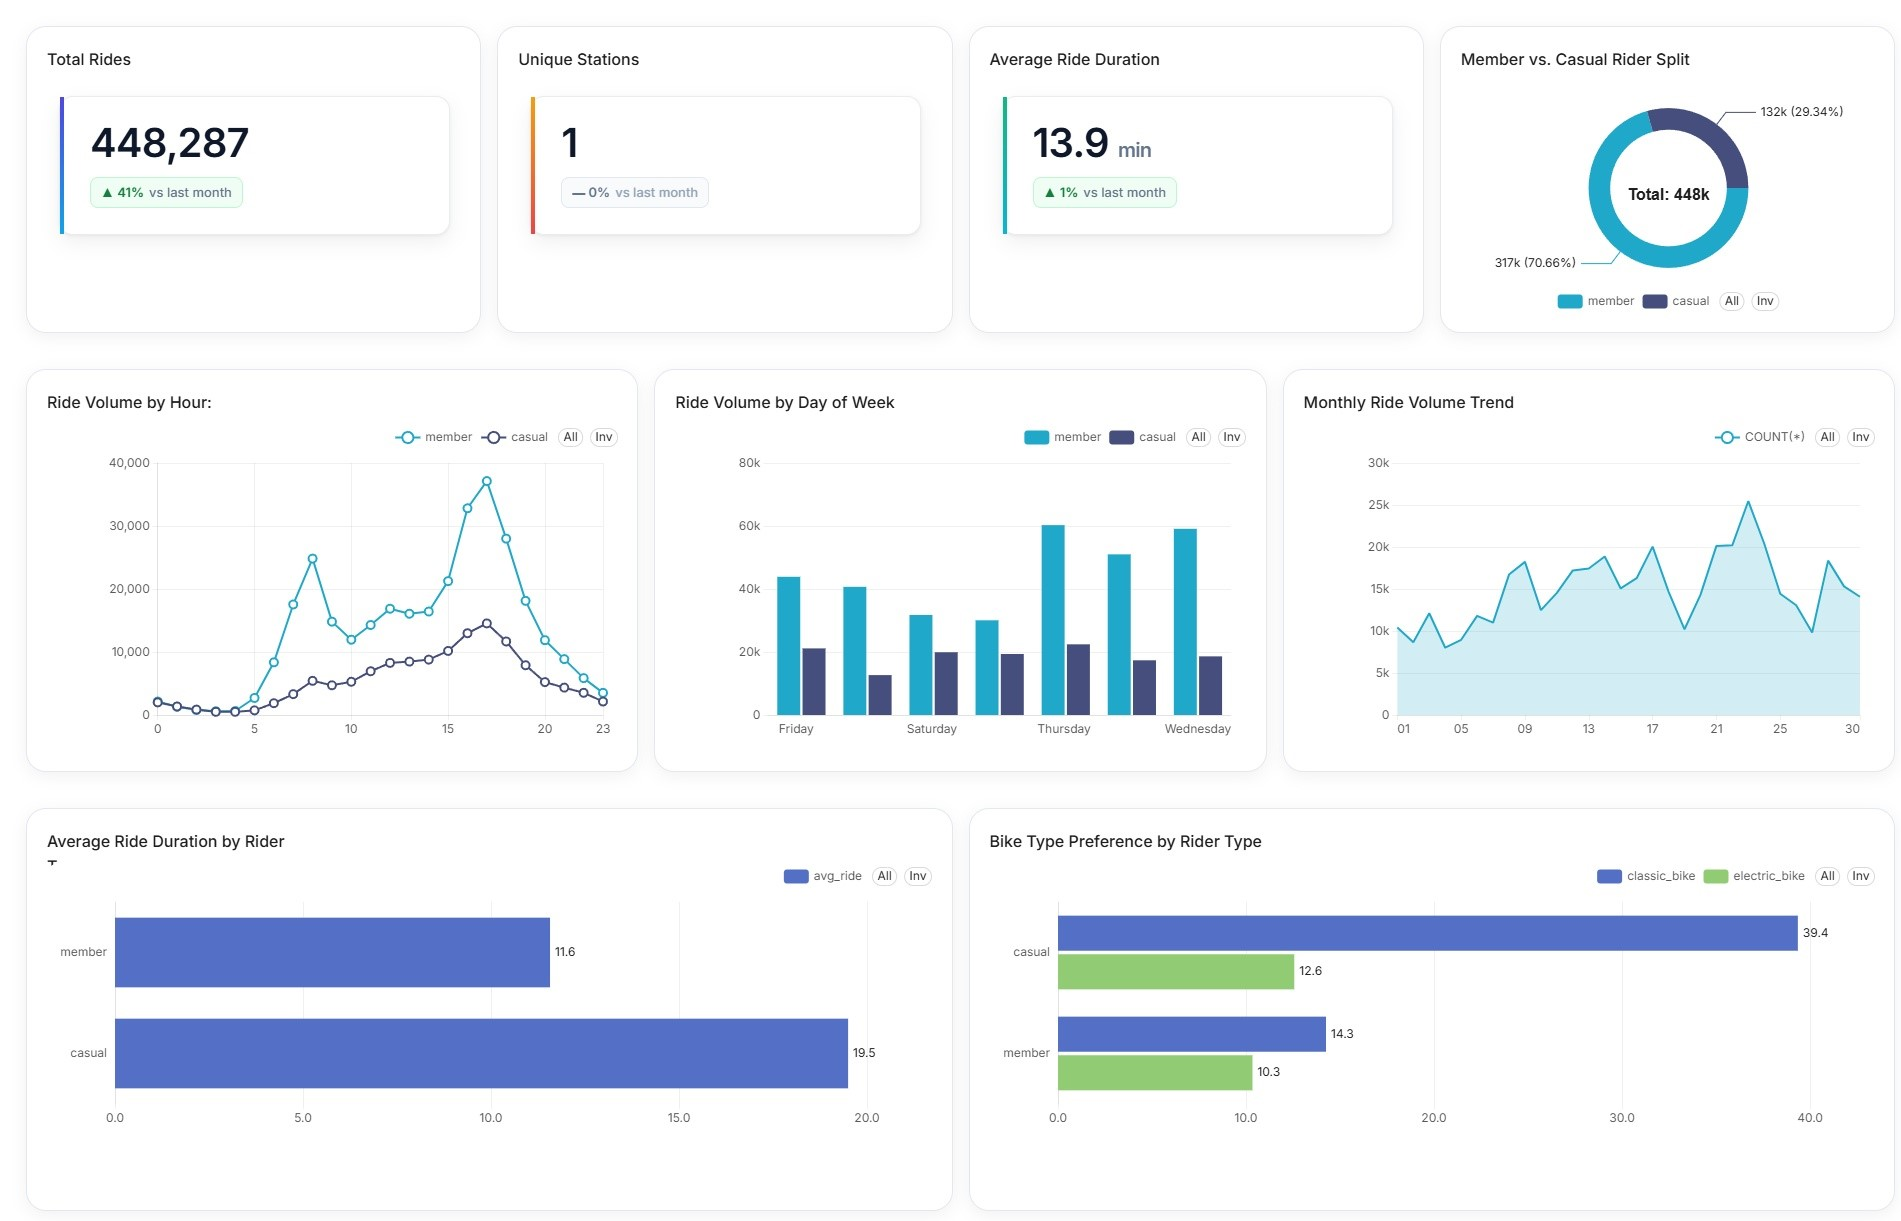 Total Rides
448,287
▲ 41% vs last month
Unique Stations
1
— 0% vs last month
Average Ride Duration
13.9 min
▲ 1% vs last month
Member vs. Casual Rider Split
132k (29.34%)
Total: 448k
317k (70.66%)
member casual All Inv
Ride Volume by Hour:
member casual All Inv
40,000
30,000
20,000
10,000
0
0 5 10 15 20 23
Ride Volume by Day of Week
member casual All Inv
80k
60k
40k
20k
0
Friday Saturday Thursday Wednesday
Monthly Ride Volume Trend
COUNT(*) All Inv
30k
25k
20k
15k
10k
5k
0
01 05 09 13 17 21 25 30
Average Ride Duration by Rider
avg_ride All Inv
member 11.6
casual 19.5
0.0 5.0 10.0 15.0 20.0
Bike Type Preference by Rider Type
classic_bike electric_bike All Inv
39.4
casual
12.6
14.3
member
10.3
0.0 10.0 20.0 30.0 40.0